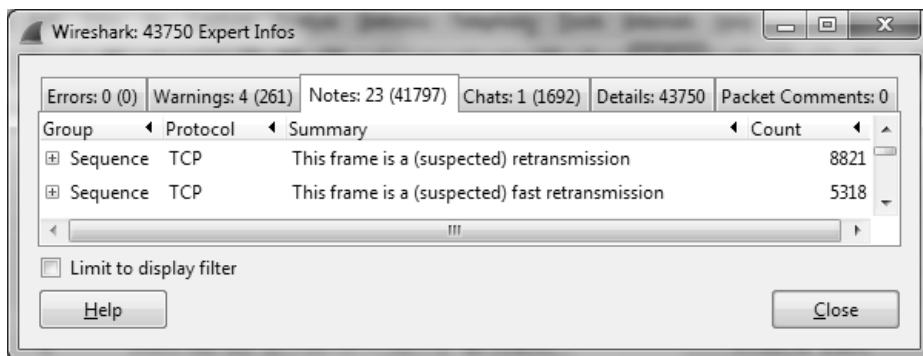 Wireshark: 43750 Expert Infos
Errors: 0 (0) Warnings: 4 (261) Notes: 23 (41797) Chats: 1 (1692) Details: 43750 Packet Comments: 0
Group Protocol Summary Count
Sequence TCP This frame is a (suspected) retransmission 8821
Sequence TCP This frame is a (suspected) fast retransmission 5318
Limit to display filter
Help Close